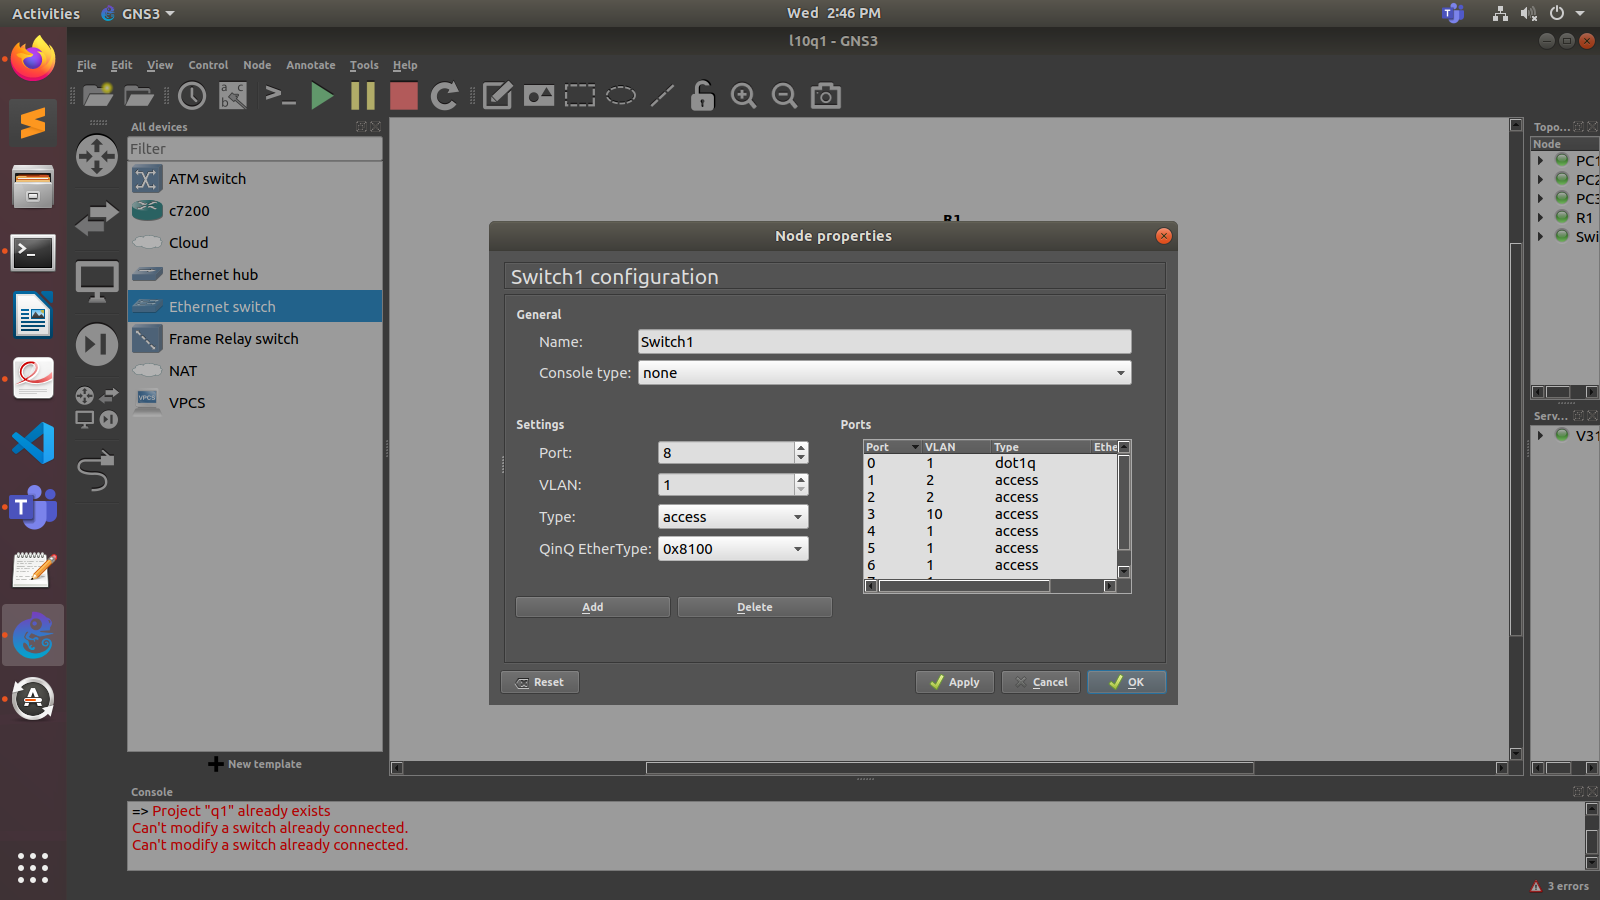 Activities GNS3 Wed 2:46 PM
l10q1 - GNS3
File Edit View Control Node Annotate Tools Help
All devices
Filter
ATM switch
c7200
Cloud
Ethernet hub
Ethernet switch
Frame Relay switch
NAT
VPCS
New template
R1
Node properties
Switch1 configuration
General
Name: Switch1
Console type: none
Settings
Port: 8
VLAN: 1
Type: access
QinQ EtherType: 0x8100
Add Delete
Ports
Port VLAN Type Ethe
0 1 dot1q
1 2 access
2 2 access
3 10 access
4 1 access
5 1 access
6 1 access
Reset Apply Cancel OK
Topo...
Node
PC1
PC2
PC3
R1
Swi
Serv...
V31
Console
=> Project "q1" already exists
Can't modify a switch already connected.
Can't modify a switch already connected.
3 errors